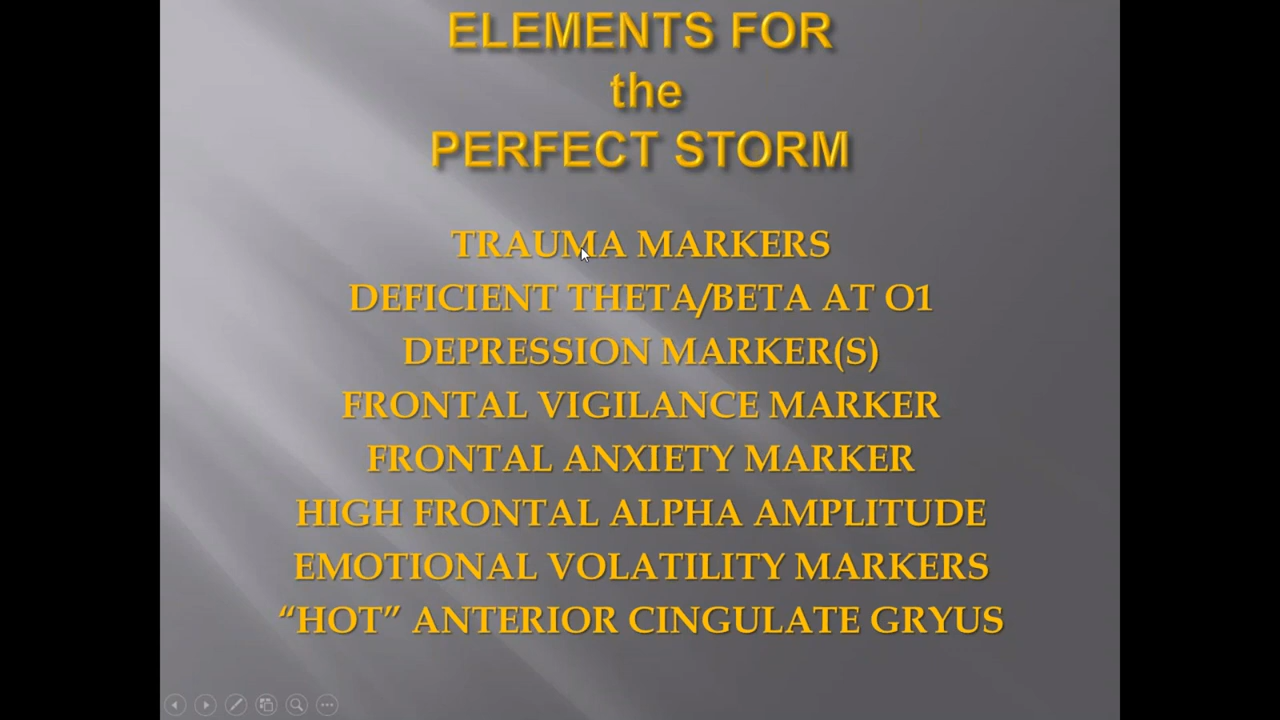 ELEMENTS FOR
the
PERFECT STORM
TRAUMA MARKERS
DEFICIENT THETA/BETA AT O1
DEPRESSION MARKER(S)
FRONTAL VIGILANCE MARKER
FRONTAL ANXIETY MARKER
HIGH FRONTAL ALPHA AMPLITUDE
EMOTIONAL VOLATILITY MARKERS
“HOT” ANTERIOR CINGULATE GRYUS